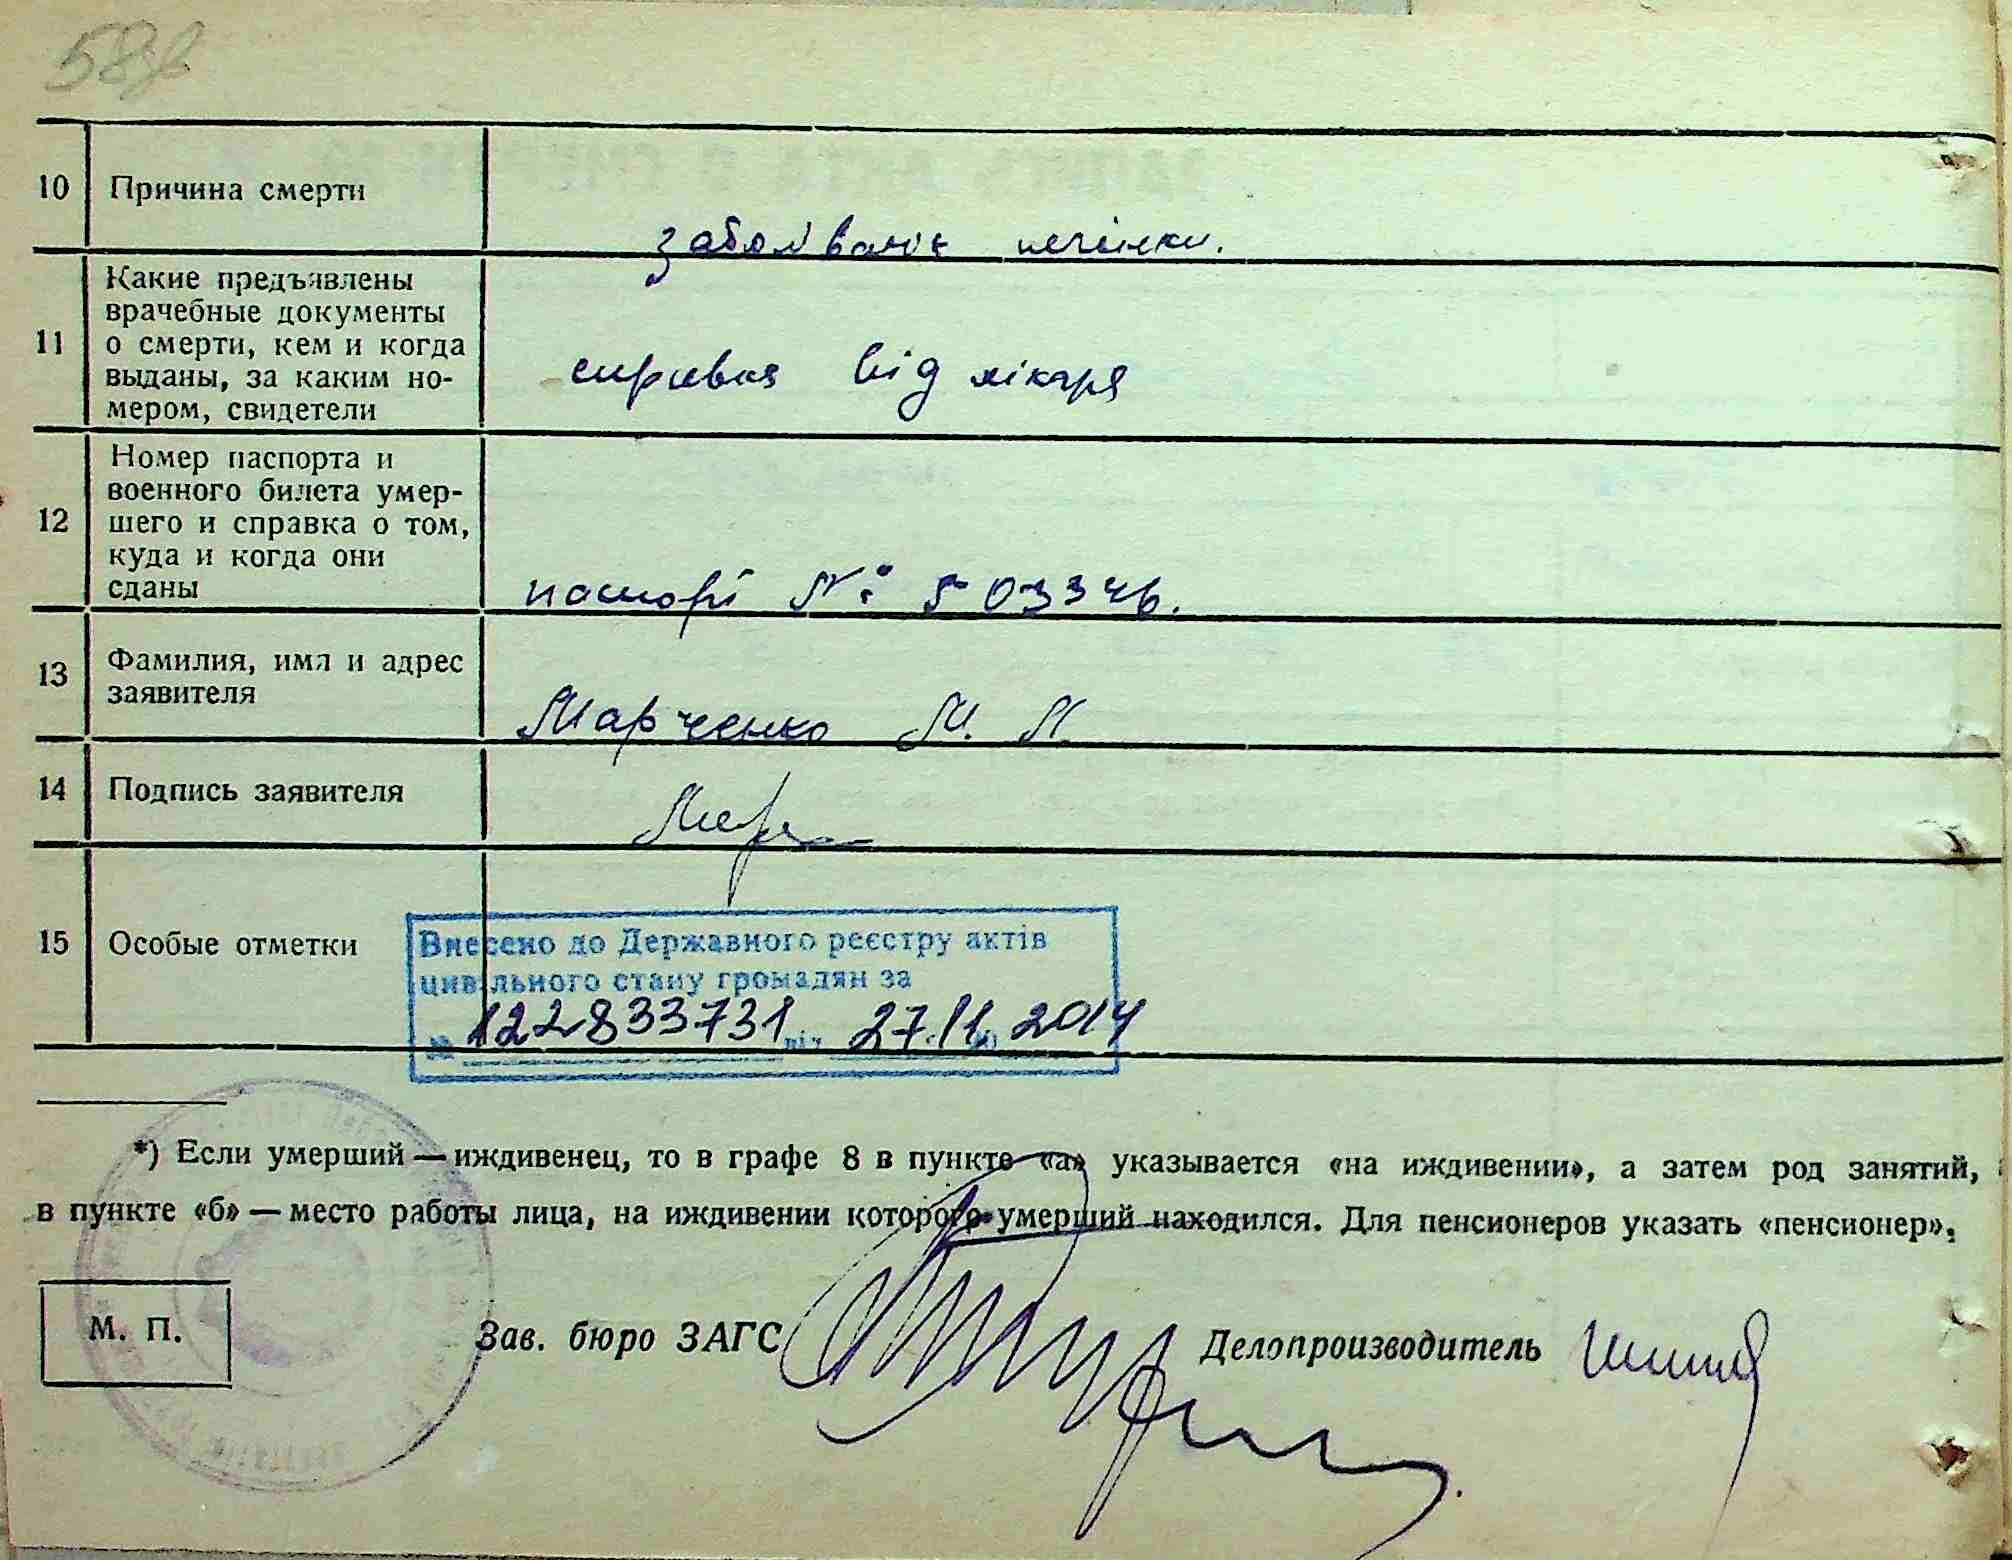 58зв
10 Причина смерти
заболівання печінки.
11 Какие предъявлены
врачебные документы
о смерти, кем и когда
выданы, за каким но-
мером, свидетели
справка від лікаря
12 Номер паспорта и
военного билета умер-
шего и справка о том,
куда и когда они
сданы
паспорт №: 503346.
13 Фамилия, имя и адрес
заявителя
Марченко М. П.
14 Подпись заявителя
15 Особые отметки
Внесено до Державного реєстру актів
цивільного стану громадян за
№ 122833731 від 27.11.2014
*) Если умерший — иждивенец, то в графе 8 в пункте «а» указывается «на иждивении», а затем род занятий,
в пункте «б» — место работы лица, на иждивении которого умерший находился. Для пенсионеров указать «пенсионер».
М. П.
Зав. бюро ЗАГС
Делопроизводитель